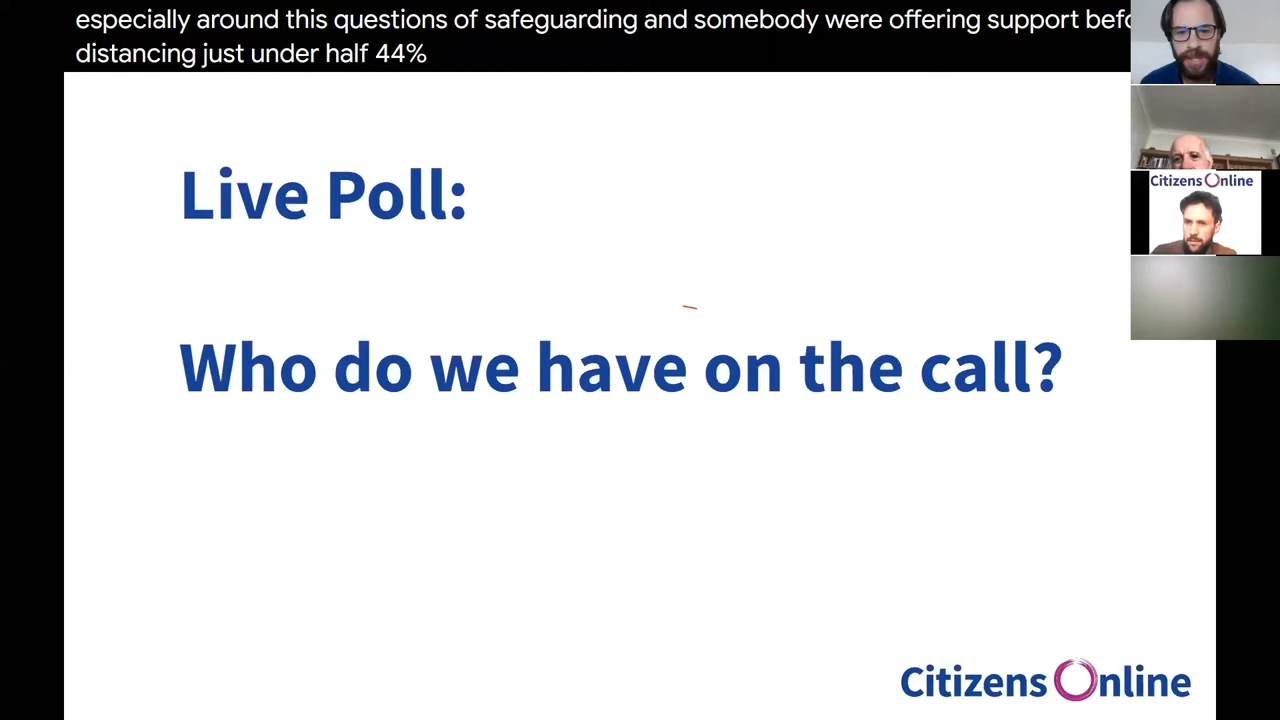 especially around this questions of safeguarding and somebody were offering support
distancing just under half 44%
Citizens Online
Live Poll:
Who do we have on the call?
Citizens Online